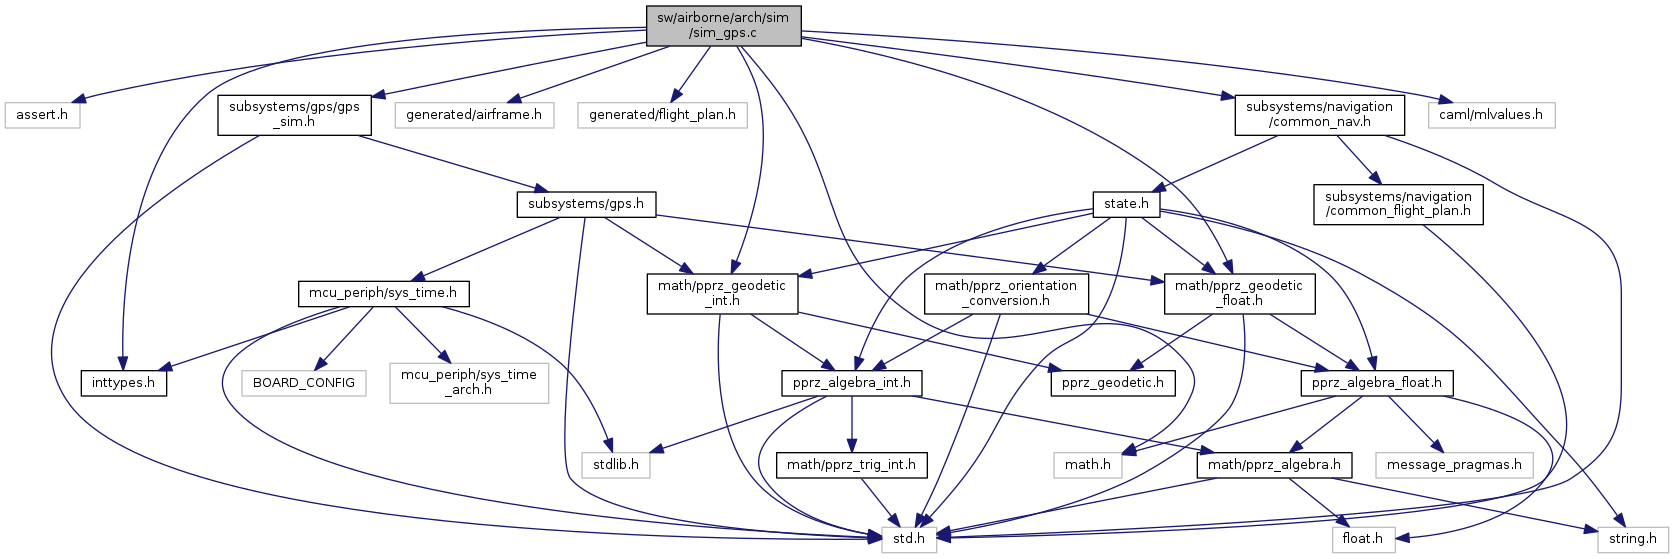 sw/airborne/arch/sim
/sim_gps.c
assert.h
subsystems/gps/gps
_sim.h
generated/airframe.h
generated/flight_plan.h
subsystems/navigation
/common_nav.h
caml/mlvalues.h
subsystems/gps.h
state.h
subsystems/navigation
/common_flight_plan.h
mcu_periph/sys_time.h
math/pprz_geodetic
_int.h
math/pprz_orientation
_conversion.h
math/pprz_geodetic
_float.h
inttypes.h
BOARD_CONFIG
mcu_periph/sys_time
_arch.h
pprz_algebra_int.h
pprz_geodetic.h
pprz_algebra_float.h
stdlib.h
math/pprz_trig_int.h
math.h
math/pprz_algebra.h
message_pragmas.h
std.h
float.h
string.h